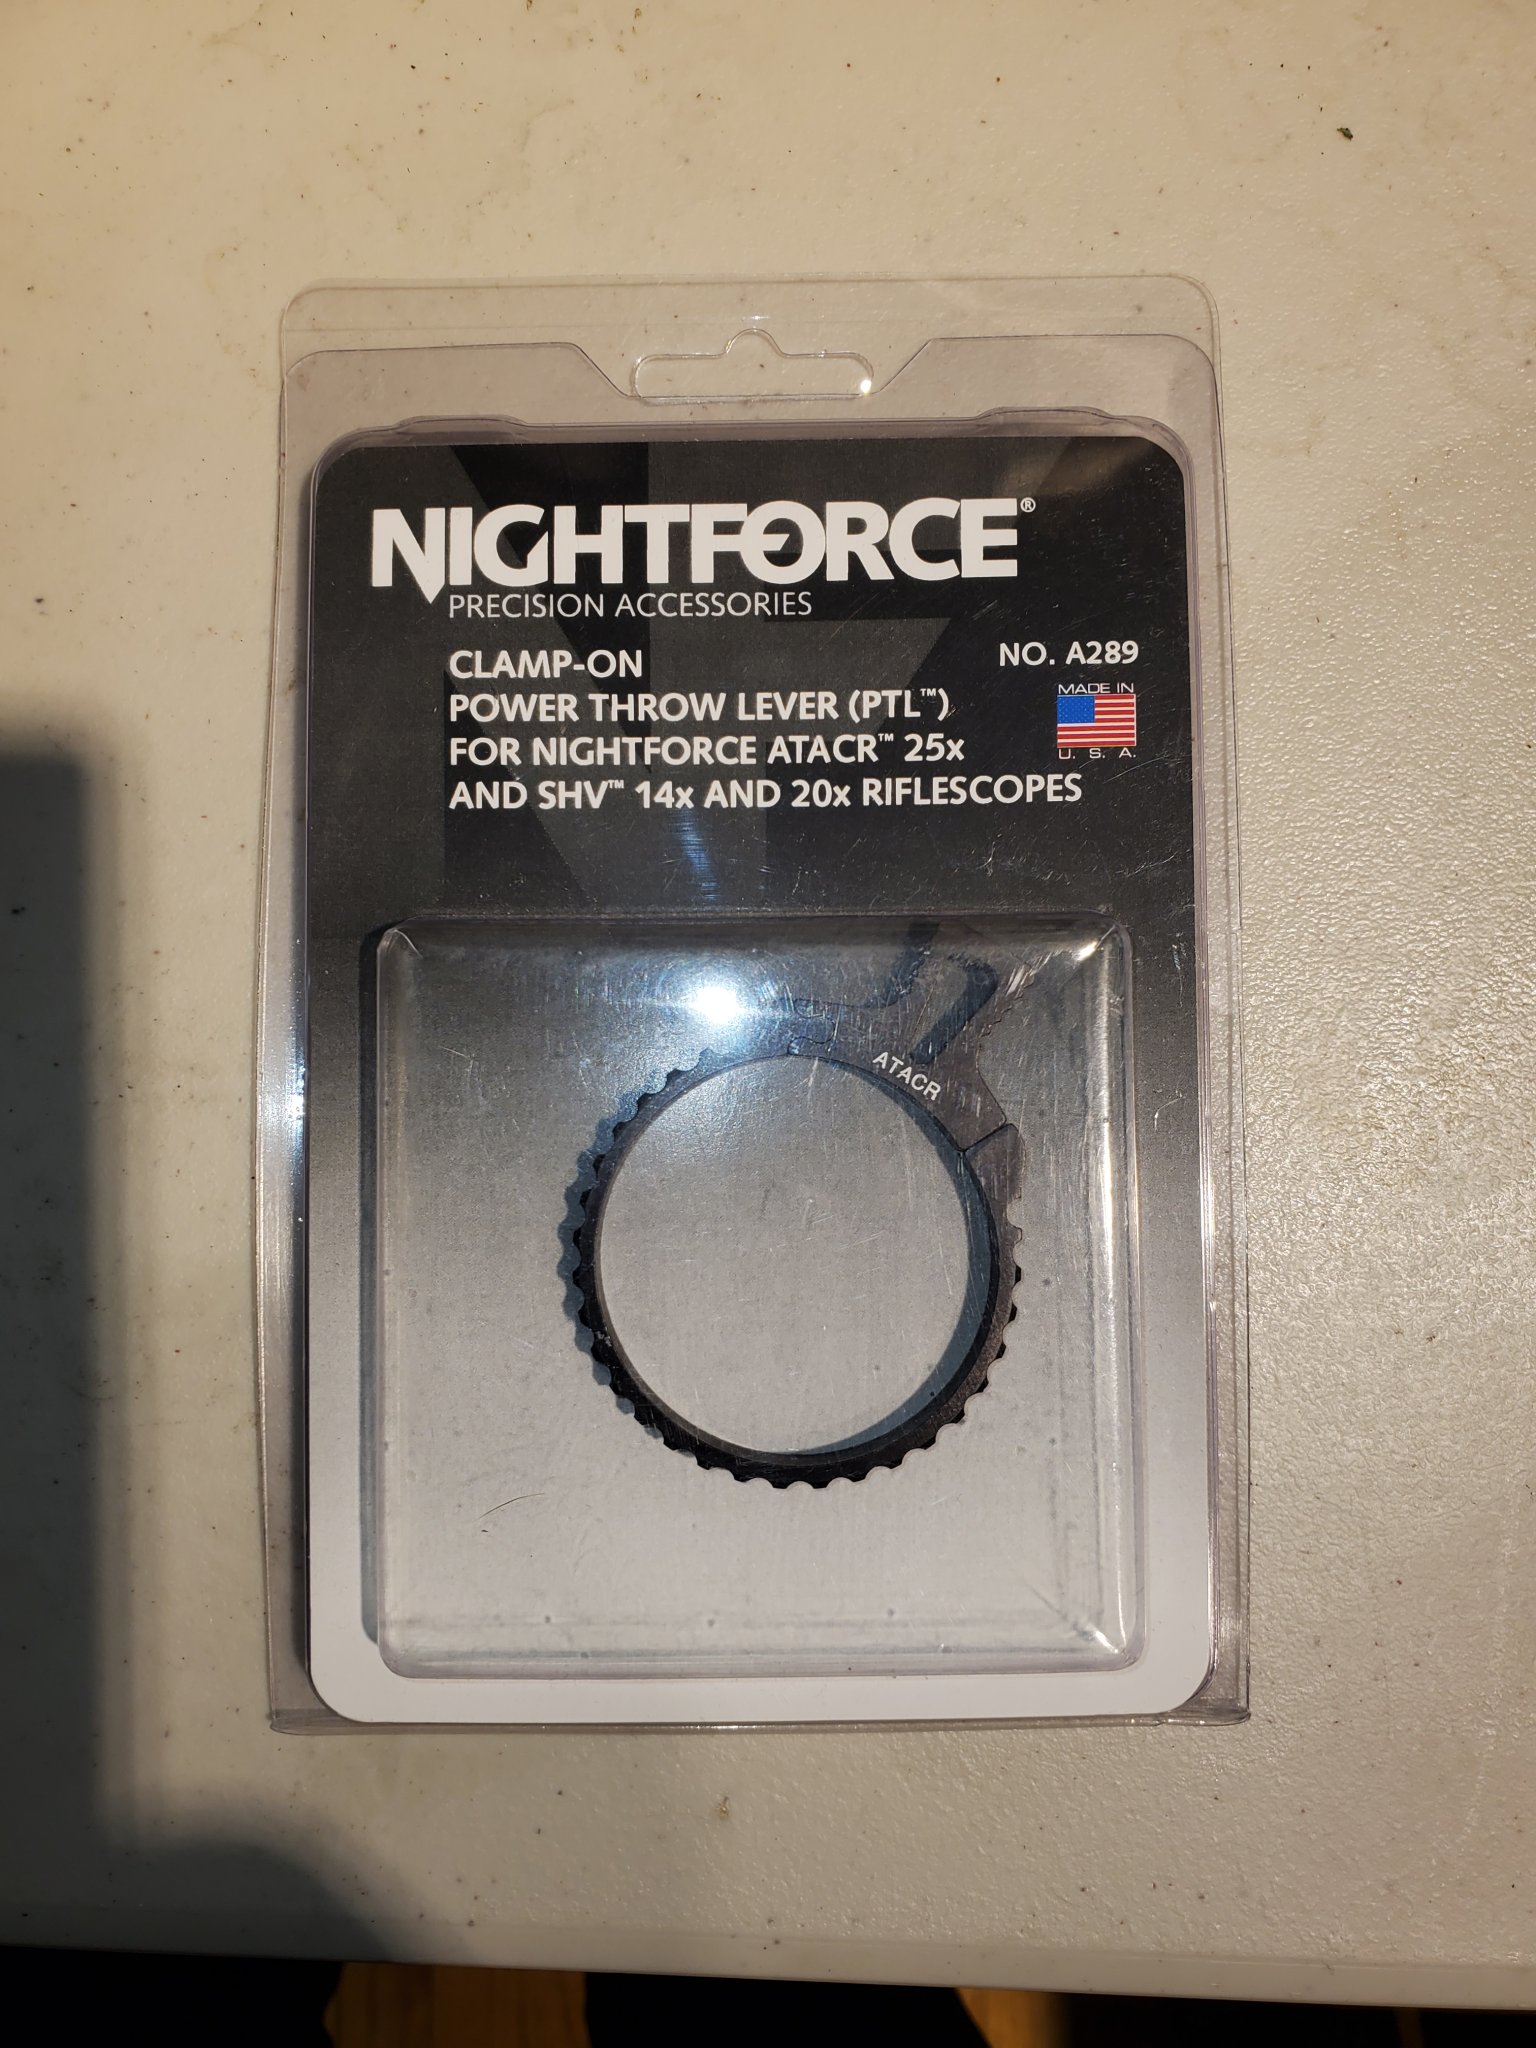 NIGHTFORCE®
PRECISION ACCESSORIES
CLAMP-ON
POWER THROW LEVER (PTL™)
FOR NIGHTFORCE ATACR™ 25x
AND SHV™ 14x AND 20x RIFLESCOPES
NO. A289
MADE IN
U. S. A.
ATACR